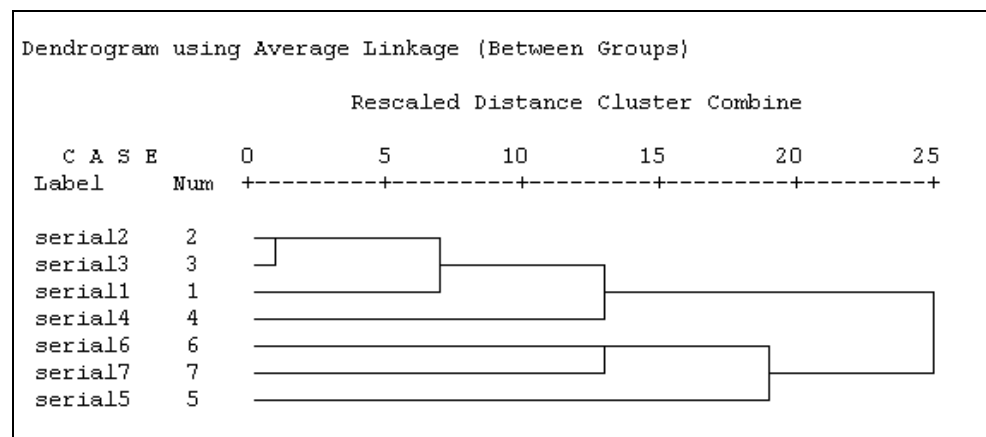 Dendrogram using Average Linkage (Between Groups)
Rescaled Distance Cluster Combine
C A S E 0 5 10 15 20 25
Label Num +---------+---------+---------+---------+---------+
serial2 2
serial3 3
serial1 1
serial4 4
serial6 6
serial7 7
serial5 5